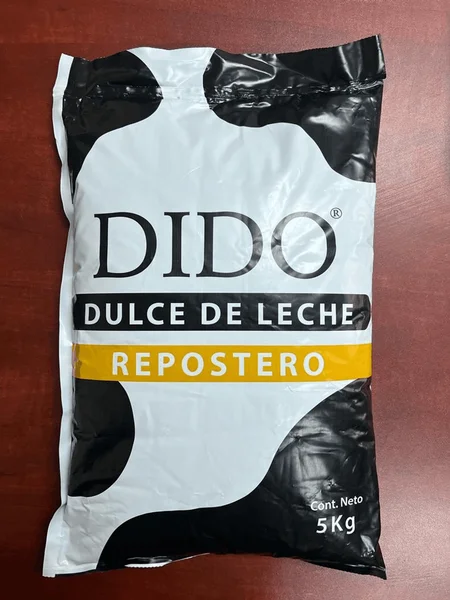 DIDO®
DULCE DE LECHE
REPOSTERO
Cont. Neto
5Kg